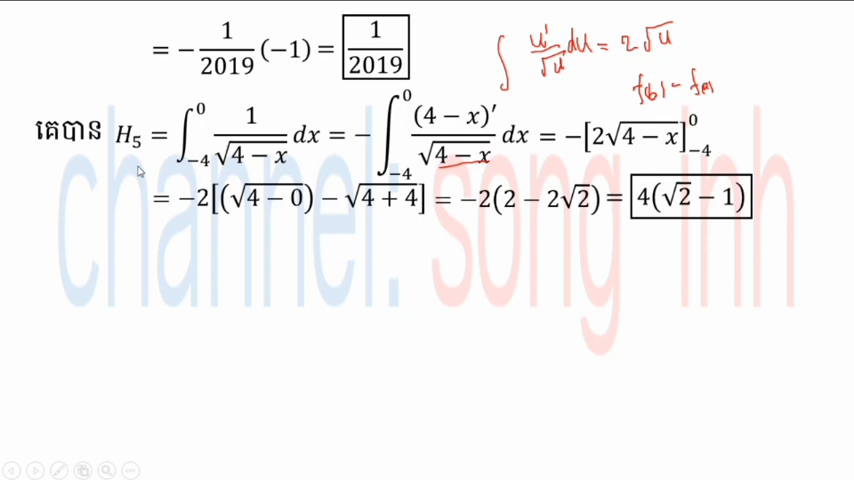 = −1/2019 (−1) = 1/2019
∫ u'/√u du = 2√u
f(b) − f(a)
គេបាន H₅ = ∫₋₄⁰ 1/√(4 − x) dx = − ∫₋₄⁰ (4 − x)′/√(4 − x) dx = −[2√(4 − x)]₋₄⁰
= −2[(√(4 − 0)) − √(4 + 4)] = −2(2 − 2√2) = 4(√2 − 1)
channel: song inh